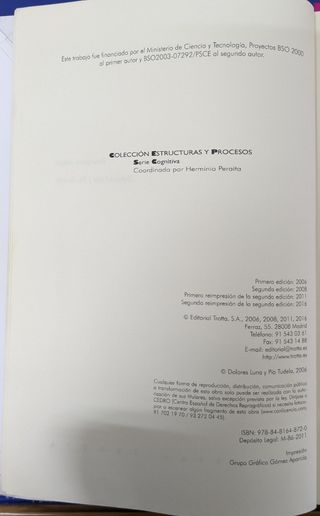 Este trabajo fue financiado por el Ministerio de Ciencia y Tecnología, Proyectos BSO 2000
al primer autor y BSO2003-07292/PSCE al segundo autor.
COLECCIÓN ESTRUCTURAS Y PROCESOS
Serie Cognitiva
Coordinada por Herminia Peraita
Primera edición: 2006
Segunda edición: 2008
Primera reimpresión de la segunda edición: 2011
Segunda reimpresión de la segunda edición: 2016
© Editorial Trotta, S.A., 2006, 2008, 2011, 2016
Ferraz, 55. 28008 Madrid
Teléfono: 91 543 03 61
Fax: 91 543 14 88
E-mail: editorial@trotta.es
http://www.trotta.es
© Dolores Luna y Pío Tudela, 2006
Cualquier forma de reproducción, distribución, comunicación pública
o transformación de esta obra solo puede ser realizada con la auto-
rización de sus titulares, salvo excepción prevista por la ley. Diríjase a
CEDRO (Centro Español de Derechos Reprográficos) si necesita fotoco-
piar o escanear algún fragmento de esta obra (www.conlicencia.com;
91 702 19 70 / 93 272 04 45).
ISBN: 978-84-8164-872-0
Depósito Legal: M-86-2011
Impresión
Grupo Gráfico Gómez Aparicio